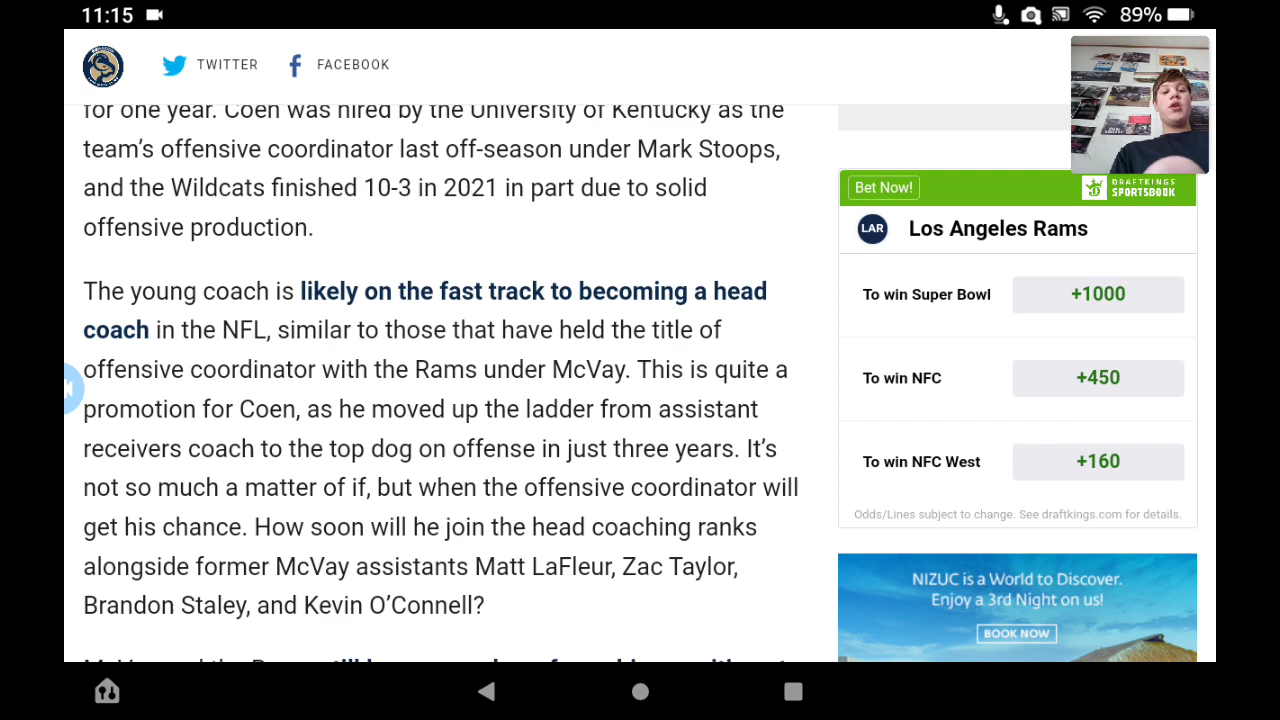 11:15
89%
TWITTER
FACEBOOK
for one year. Coen was hired by the University of Kentucky as the
team's offensive coordinator last off-season under Mark Stoops,
and the Wildcats finished 10-3 in 2021 in part due to solid
offensive production.
The young coach is likely on the fast track to becoming a head
coach in the NFL, similar to those that have held the title of
offensive coordinator with the Rams under McVay. This is quite a
promotion for Coen, as he moved up the ladder from assistant
receivers coach to the top dog on offense in just three years. It's
not so much a matter of if, but when the offensive coordinator will
get his chance. How soon will he join the head coaching ranks
alongside former McVay assistants Matt LaFleur, Zac Taylor,
Brandon Staley, and Kevin O'Connell?
Bet Now!
DRAFTKINGS
SPORTSBOOK
LAR
Los Angeles Rams
To win Super Bowl
+1000
To win NFC
+450
To win NFC West
+160
Odds/Lines subject to change. See draftkings.com for details.
NIZUC is a World to Discover.
Enjoy a 3rd Night on us!
BOOK NOW